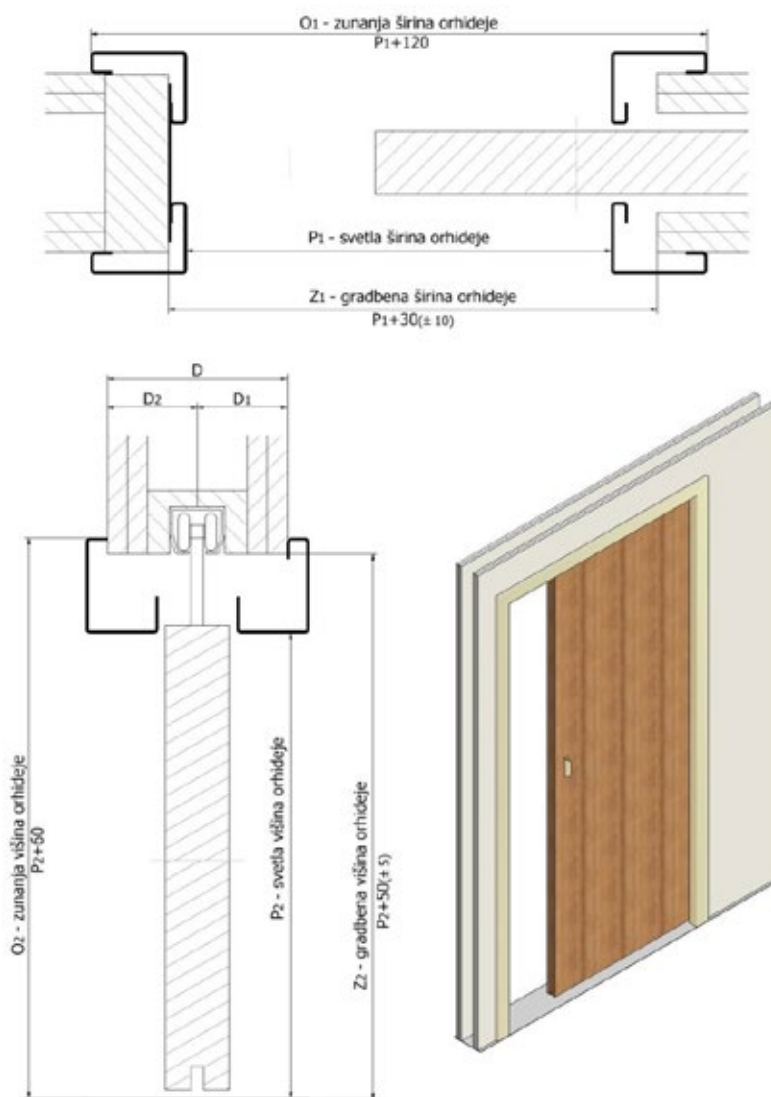 O1 - zunanja širina orhideje
P1+120
P1 - svetla širina orhideje
Z1 - gradbena širina orhideje
P1+30(± 10)
D
D2
D1
O2 - zunanja višina orhideje
P2+60
P2 - svetla višina orhideje
Z2 - gradbena višina orhideje
P2+50(± 5)